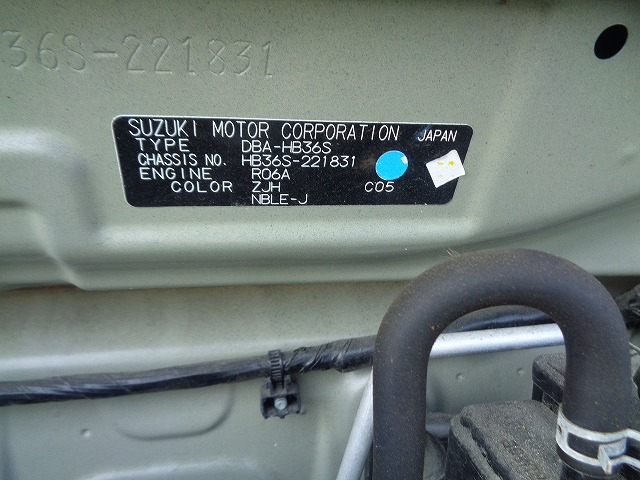 36S-221831
SUZUKI MOTOR CORPORATION JAPAN
TYPE DBA-HB36S
CHASSIS NO. HB36S-221831
ENGINE R06A
COLOR ZJH C05
NBLE-J